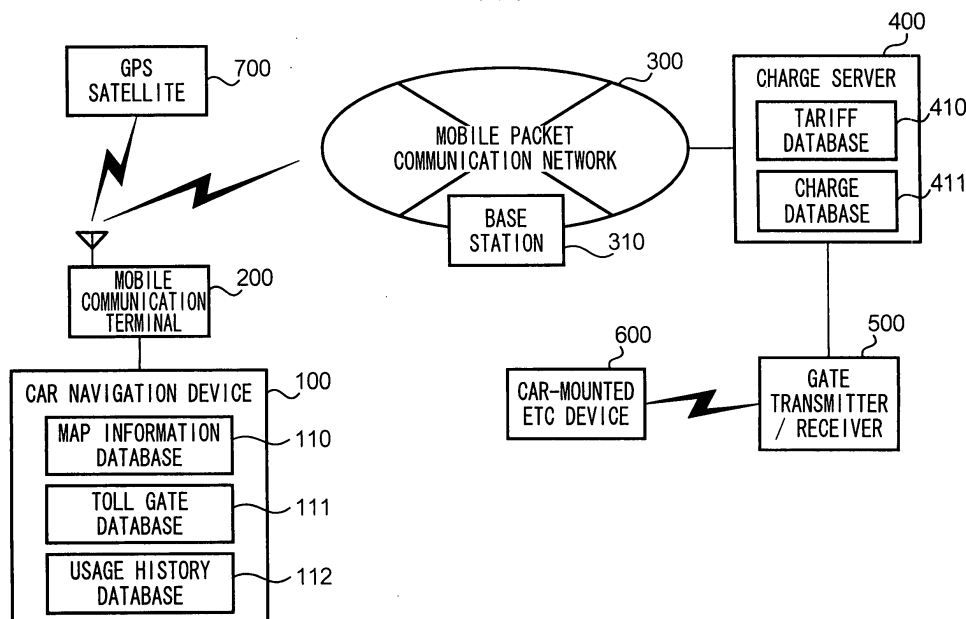 GPS
SATELLITE
700
300
MOBILE PACKET
COMMUNICATION NETWORK
BASE
STATION
310
400
CHARGE SERVER
TARIFF
DATABASE
410
CHARGE
DATABASE
411
MOBILE
COMMUNICATION
TERMINAL
200
CAR NAVIGATION DEVICE
100
MAP INFORMATION
DATABASE
110
TOLL GATE
DATABASE
111
USAGE HISTORY
DATABASE
112
600
CAR-MOUNTED
ETC DEVICE
500
GATE
TRANSMITTER
/ RECEIVER